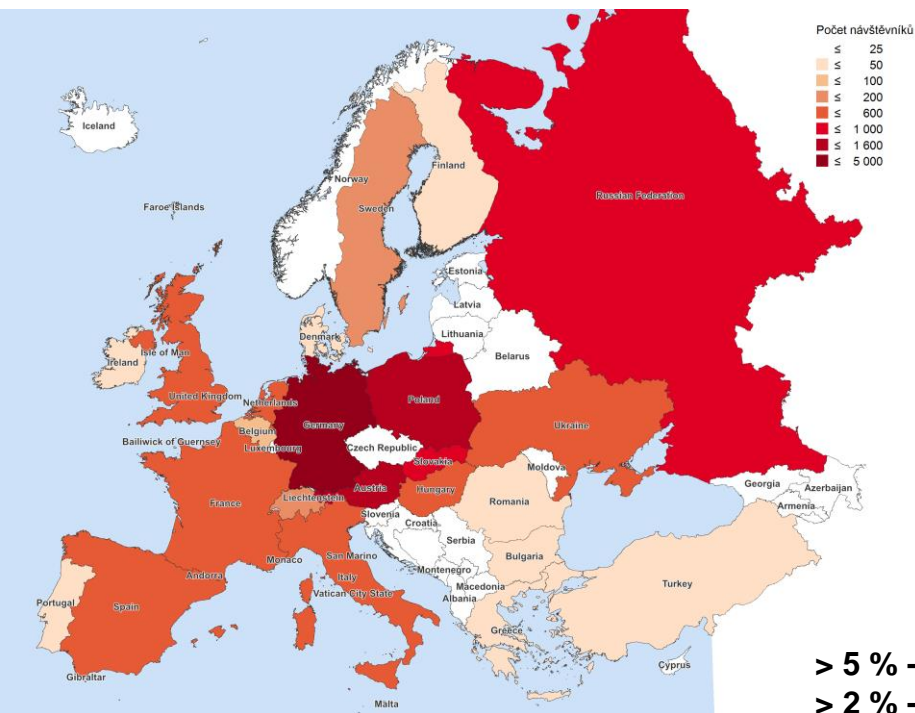 Počet návštěvníků
≤ 25
≤ 50
≤ 100
≤ 200
≤ 600
≤ 1 000
≤ 1 600
≤ 5 000
Iceland
Faroe Islands
Norway
Sweden
Finland
Russian Federation
Estonia
Latvia
Lithuania
Belarus
Denmark
Ireland
Isle of Man
United Kingdom
Netherlands
Belgium
Luxembourg
Germany
Poland
Bailiwick of Guernsey
Czech Republic
Slovakia
Ukraine
Moldova
France
Liechtenstein
Austria
Hungary
Slovenia
Croatia
Romania
Georgia
Azerbaijan
Armenia
Serbia
San Marino
Monaco
Andorra
Italy
Vatican City State
Montenegro
Macedonia
Albania
Bulgaria
Turkey
Portugal
Spain
Greece
Gibraltar
Malta
Cyprus
> 5 % -
> 2 % -